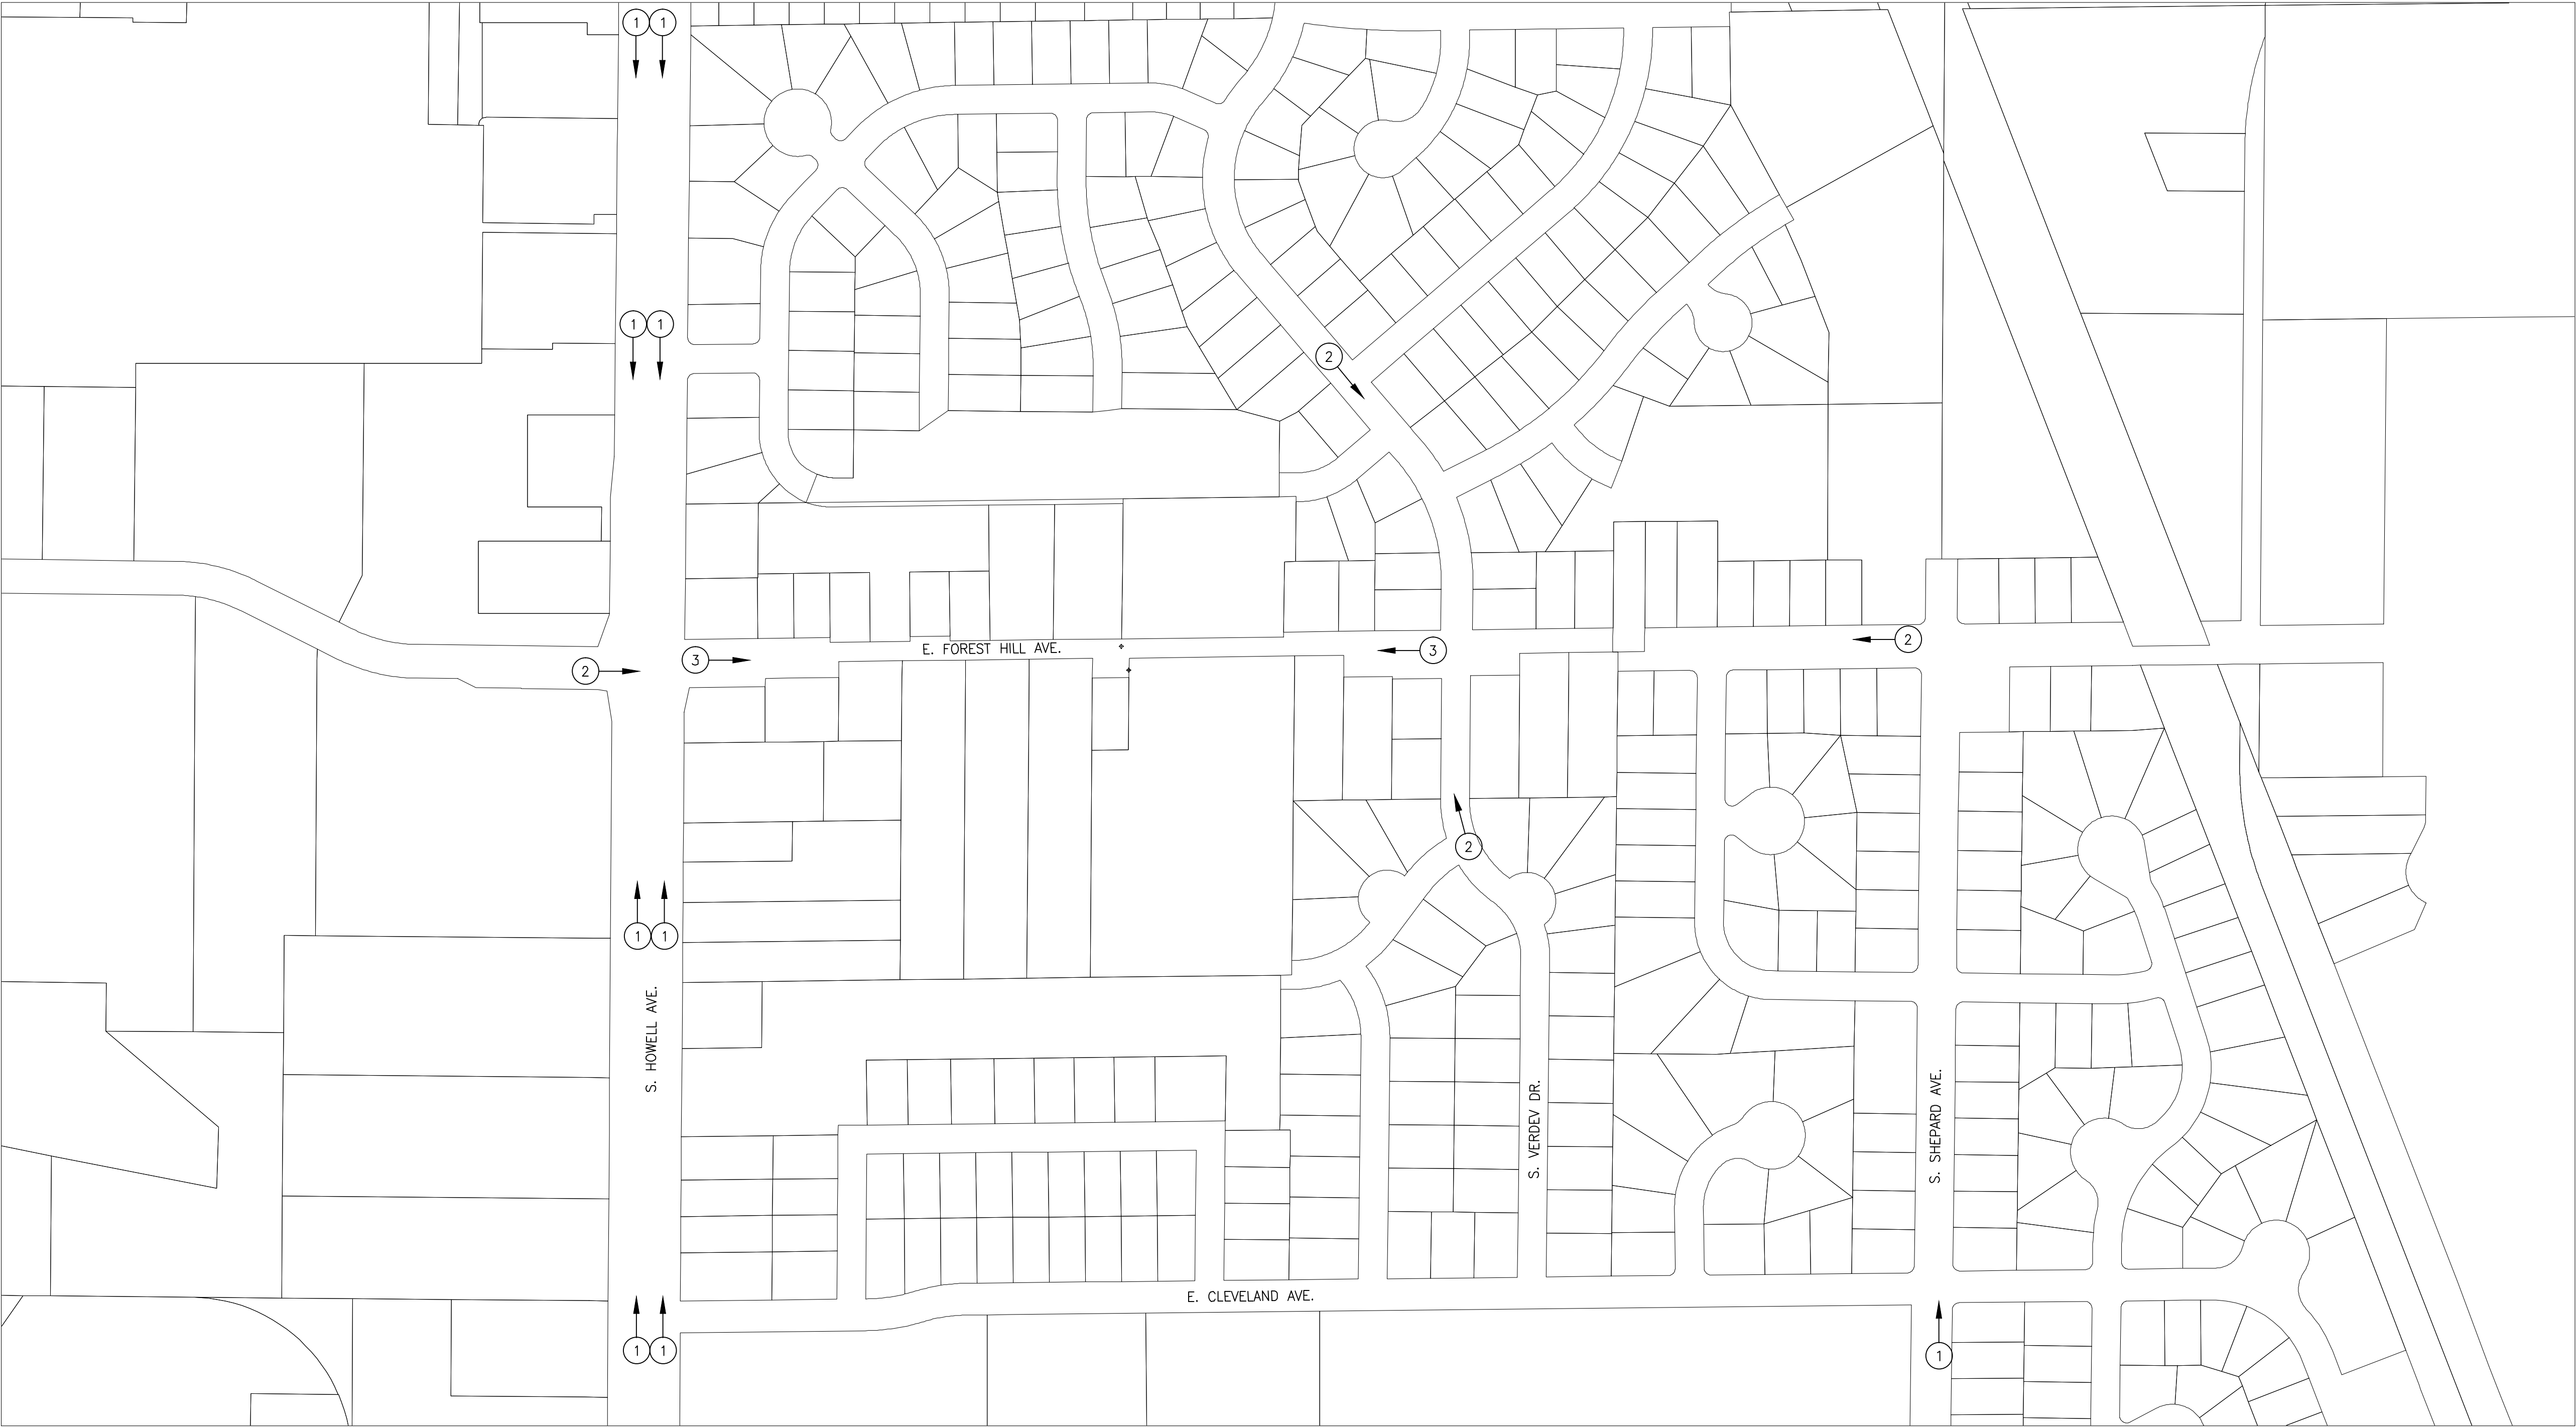 1 1
1 1
2
E. FOREST HILL AVE.
2
3
3
2
2
1 1
S. HOWELL AVE.
S. VERDEV DR.
S. SHEPARD AVE.
E. CLEVELAND AVE.
1 1
1